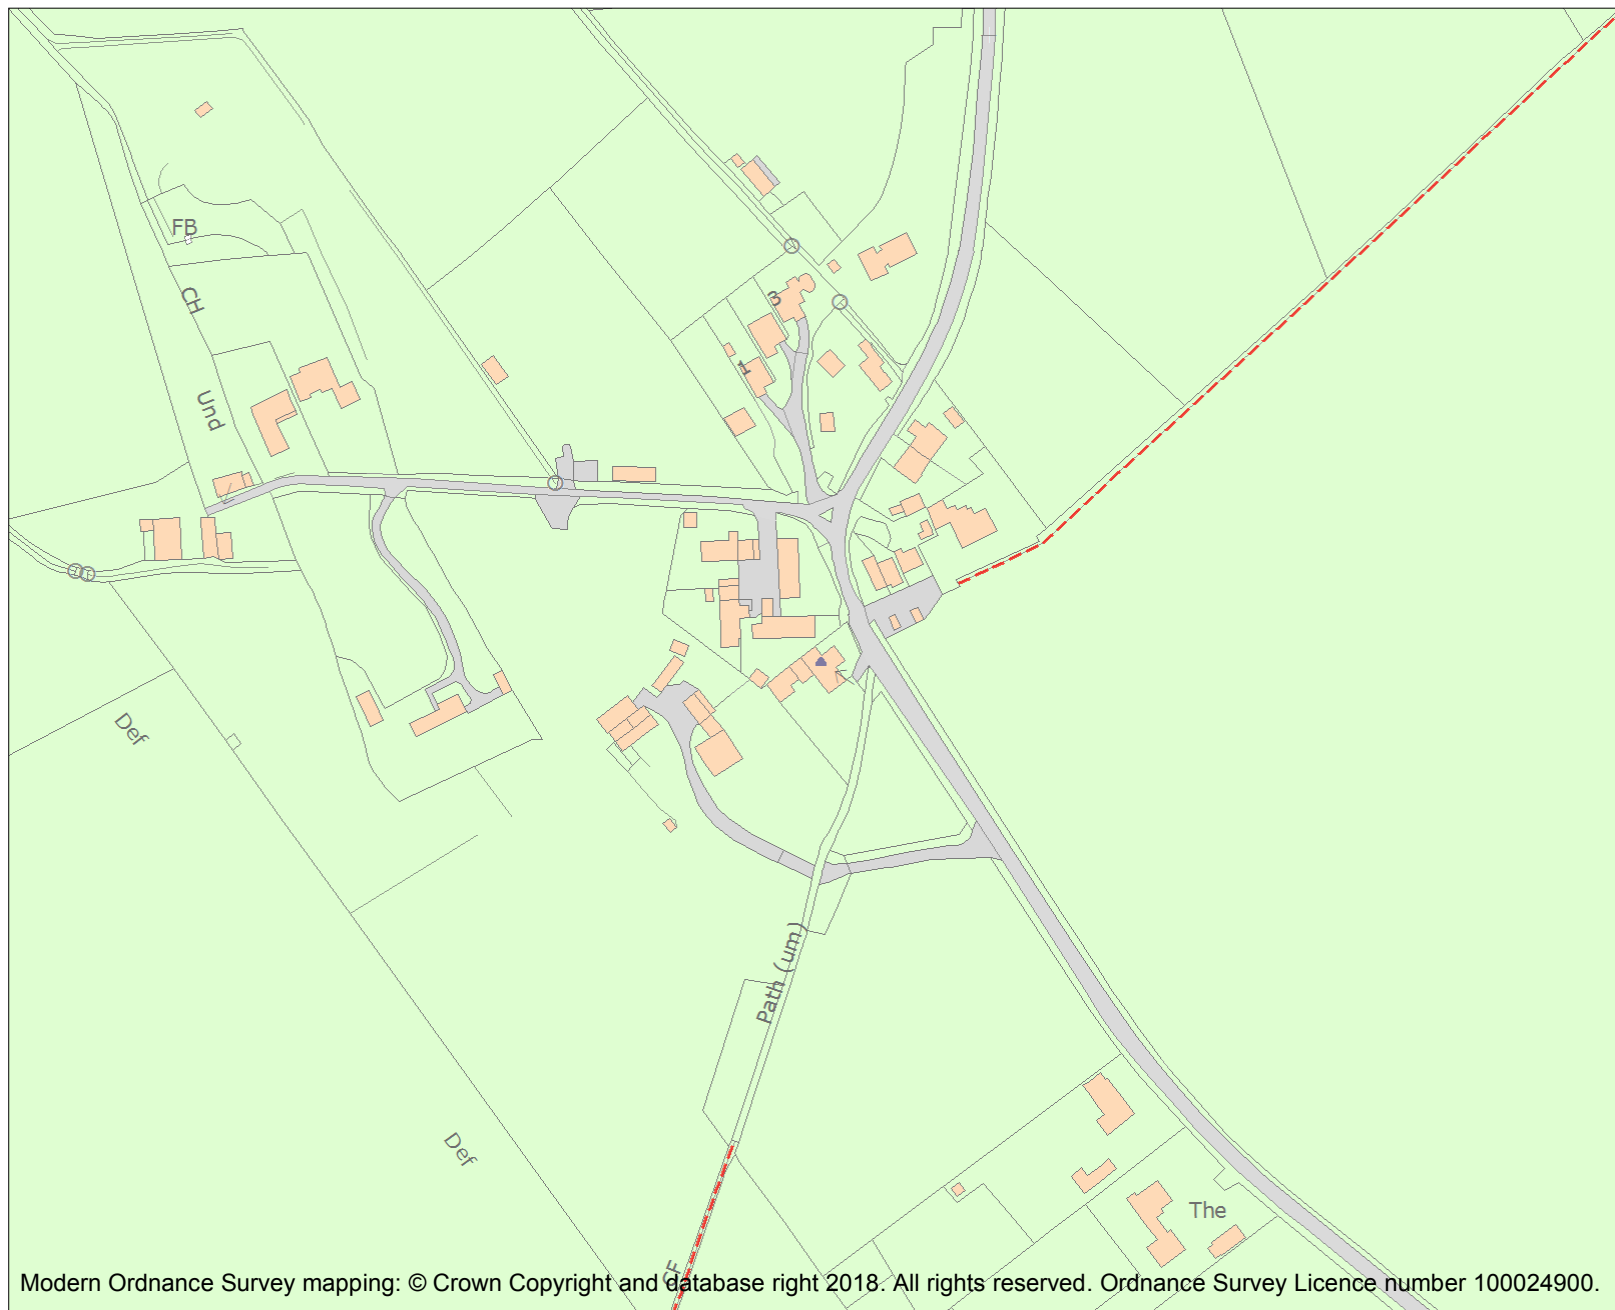 FB
CH
3
Und
1
Def
Path (um)
Def
The
CF
Modern Ordnance Survey mapping: © Crown Copyright and database right 2018. All rights reserved. Ordnance Survey Licence number 100024900.